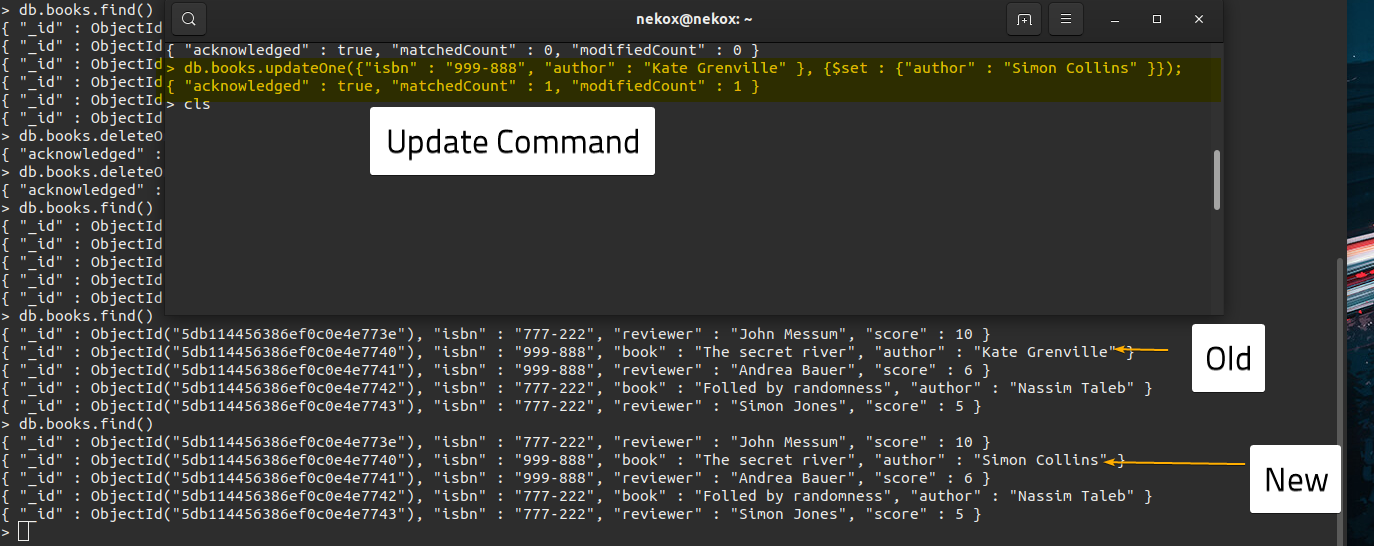 > db.books.find()
{ "_id" : ObjectId
{ "_id" : ObjectId
{ "_id" : ObjectId
{ "_id" : ObjectId
{ "_id" : ObjectId
{ "_id" : ObjectId
> db.books.deleteO
{ "acknowledged" :
> db.books.deleteO
{ "acknowledged" :
> db.books.find()
{ "_id" : ObjectId
{ "_id" : ObjectId
{ "_id" : ObjectId
{ "_id" : ObjectId
{ "_id" : ObjectId
nekox@nekox: ~
{ "acknowledged" : true, "matchedCount" : 0, "modifiedCount" : 0 }
> db.books.updateOne({"isbn" : "999-888", "author" : "Kate Grenville" }, {$set : {"author" : "Simon Collins" }});
{ "acknowledged" : true, "matchedCount" : 1, "modifiedCount" : 1 }
> cls
Update Command
> db.books.find()
{ "_id" : ObjectId("5db114456386ef0c0e4e773e"), "isbn" : "777-222", "reviewer" : "John Messum", "score" : 10 }
{ "_id" : ObjectId("5db114456386ef0c0e4e7740"), "isbn" : "999-888", "book" : "The secret river", "author" : "Kate Grenville" }
Old
{ "_id" : ObjectId("5db114456386ef0c0e4e7741"), "isbn" : "999-888", "reviewer" : "Andrea Bauer", "score" : 6 }
{ "_id" : ObjectId("5db114456386ef0c0e4e7742"), "isbn" : "777-222", "book" : "Folled by randomness", "author" : "Nassim Taleb" }
{ "_id" : ObjectId("5db114456386ef0c0e4e7743"), "isbn" : "777-222", "reviewer" : "Simon Jones", "score" : 5 }
> db.books.find()
{ "_id" : ObjectId("5db114456386ef0c0e4e773e"), "isbn" : "777-222", "reviewer" : "John Messum", "score" : 10 }
{ "_id" : ObjectId("5db114456386ef0c0e4e7740"), "isbn" : "999-888", "book" : "The secret river", "author" : "Simon Collins" }
New
{ "_id" : ObjectId("5db114456386ef0c0e4e7741"), "isbn" : "999-888", "reviewer" : "Andrea Bauer", "score" : 6 }
{ "_id" : ObjectId("5db114456386ef0c0e4e7742"), "isbn" : "777-222", "book" : "Folled by randomness", "author" : "Nassim Taleb" }
{ "_id" : ObjectId("5db114456386ef0c0e4e7743"), "isbn" : "777-222", "reviewer" : "Simon Jones", "score" : 5 }
>